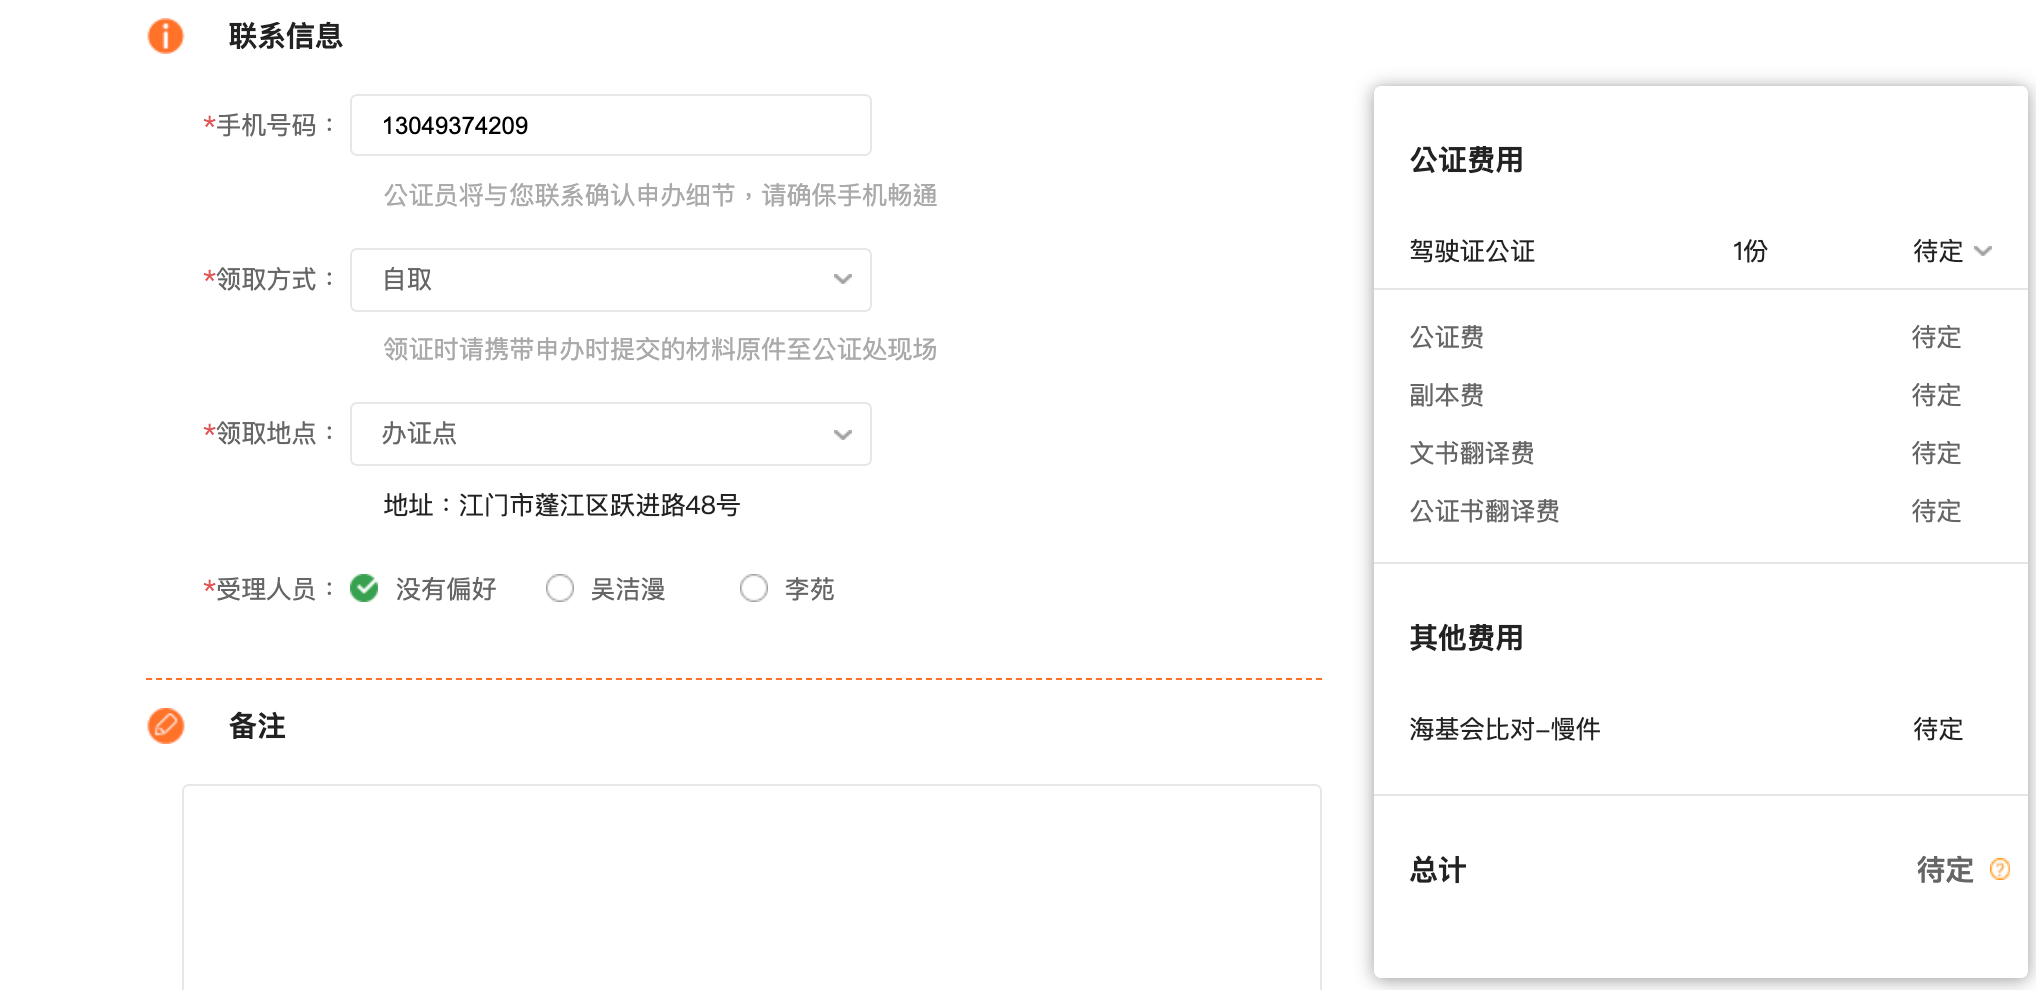 联系信息
*手机号码：
13049374209
公证员将与您联系确认申办细节，请确保手机畅通
*领取方式：
自取
领证时请携带申办时提交的材料原件至公证处现场
*领取地点：
办证点
地址：江门市蓬江区跃进路48号
*受理人员：
没有偏好
吴洁漫
李苑
备注
公证费用
驾驶证公证 1份 待定
公证费 待定
副本费 待定
文书翻译费 待定
公证书翻译费 待定
其他费用
海基会比对-慢件 待定
总计 待定